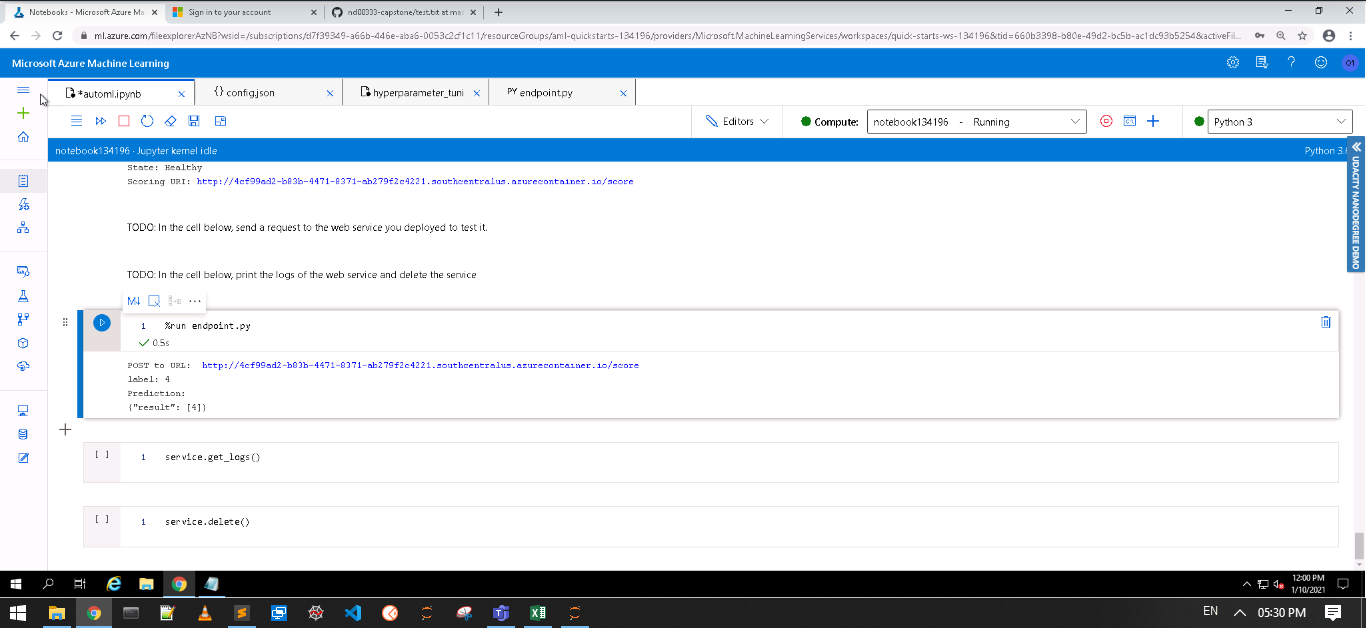 Notebooks - Microsoft Azure Ma
Sign in to your account
nd00333-capstone/test.txt at mas
ml.azure.com/fileexplorerAzNB?wsid=/subscriptions/d7f39349-a66b-446e-aba6-0053c2cf1c11/resourceGroups/aml-quickstarts-134196/providers/Microsoft.MachineLearningServices/workspaces/quick-starts-ws-134196&tid=660b3398-b80e-49d2-bc5b-ac1dc93b5254&activeFil...
Microsoft Azure Machine Learning
01
*automl.ipynb
{} config.json
hyperparameter_tuni
PY endpoint.py
Editors
Compute:
notebook134196 - Running
Python 3
notebook134196 · Jupyter kernel idle
Python 3.
UDACITY NANODEGREE DEMO
State: Healthy
Scoring URI: http://4cf99ad2-b83b-4471-8371-ab279f2c4221.southcentralus.azurecontainer.io/score
TODO: In the cell below, send a request to the web service you deployed to test it.
TODO: In the cell below, print the logs of the web service and delete the service
M↓
1 %run endpoint.py
0.5s
POST to URL: http://4cf99ad2-b83b-4471-8371-ab279f2c4221.southcentralus.azurecontainer.io/score
label: 4
Prediction:
{"result": [4]}
[ ] 1 service.get_logs()
[ ] 1 service.delete()
12:00 PM
1/10/2021
EN
05:30 PM